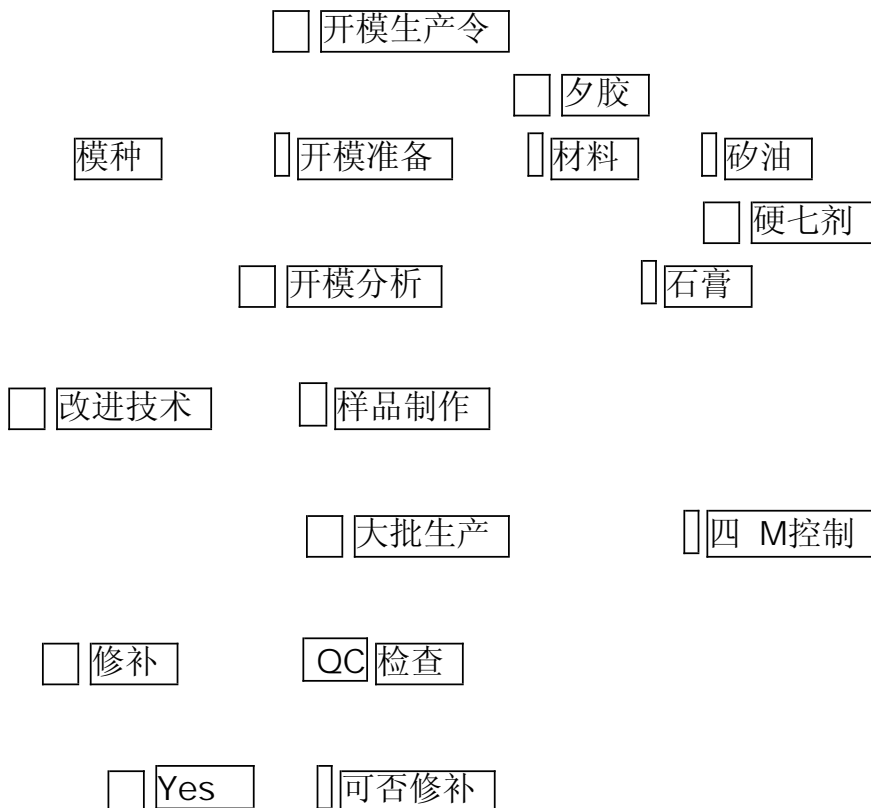 开模生产令
夕胶
模种 开模准备 材料 矽油
硬七剂
开模分析 石膏
改进技术 样品制作
大批生产 四 M控制
修补 QC 检查
Yes 可否修补